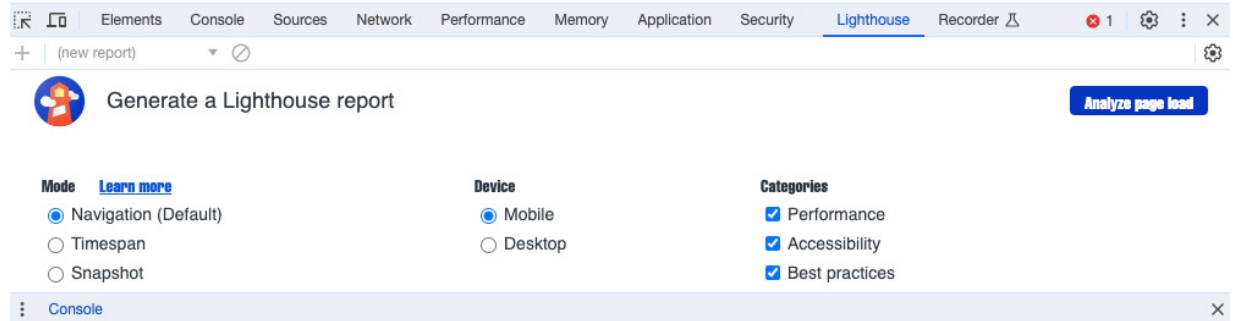 Elements Console Sources Network Performance Memory Application Security Lighthouse Recorder 1
(new report)
Generate a Lighthouse report
Analyze page load
Mode Learn more Device Categories
Navigation (Default) Mobile Performance
Timespan Desktop Accessibility
Snapshot Best practices
Console